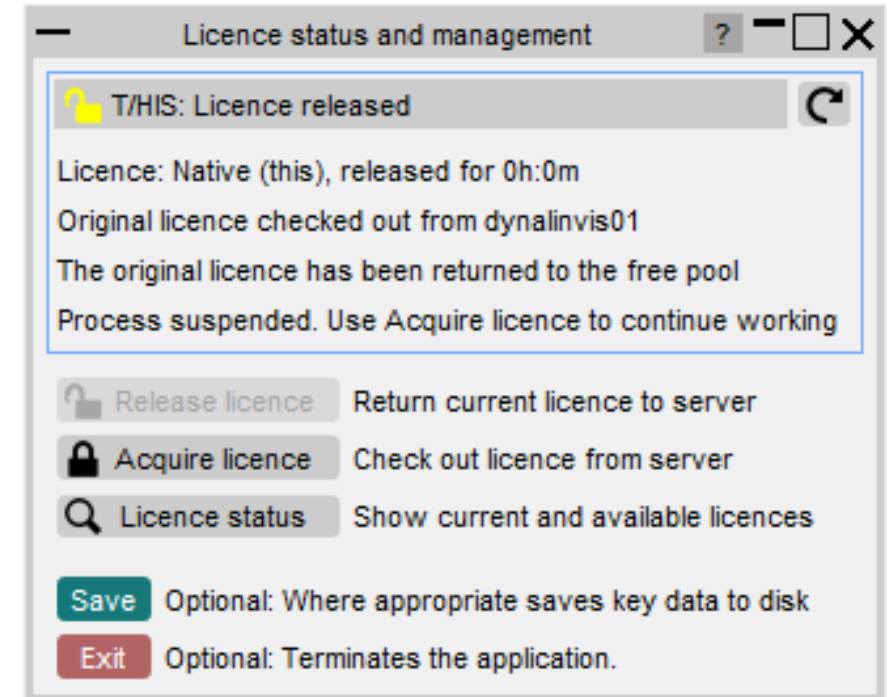 Licence status and management ?
T/HIS: Licence released
Licence: Native (this), released for 0h:0m
Original licence checked out from dynalinvis01
The original licence has been returned to the free pool
Process suspended. Use Acquire licence to continue working
Release licence Return current licence to server
Acquire licence Check out licence from server
Licence status Show current and available licences
Save Optional: Where appropriate saves key data to disk
Exit Optional: Terminates the application.